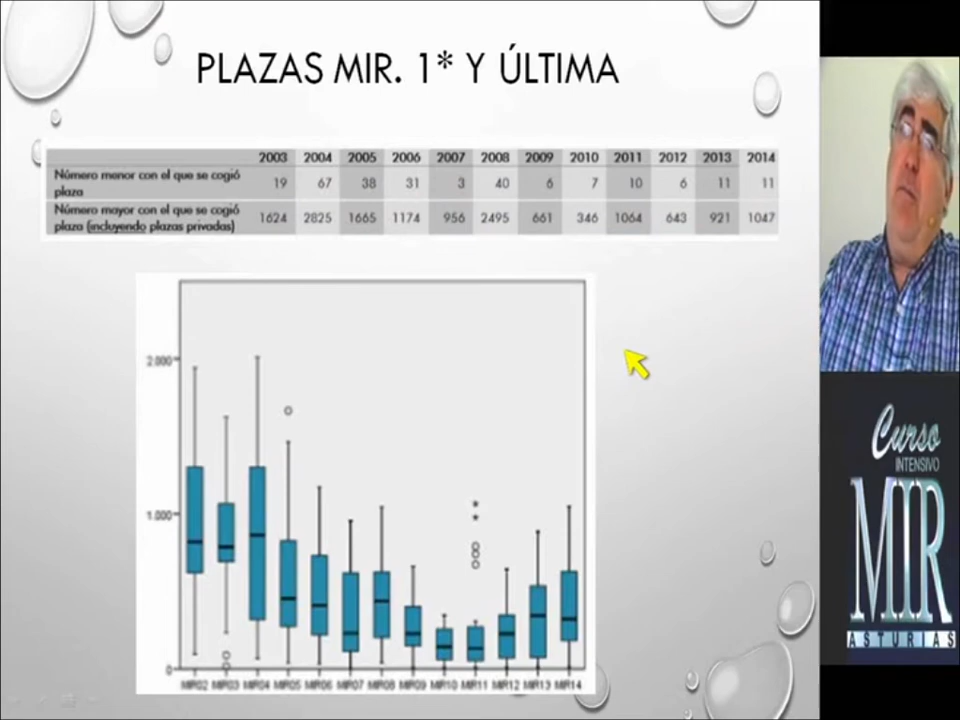 PLAZAS MIR. 1* Y ÚLTIMA
2003 2004 2005 2006 2007 2008 2009 2010 2011 2012 2013 2014
Número menor con el que se cogió
plaza
19 67 38 31 3 40 6 7 10 6 11 11
Número mayor con el que se cogió
plaza (incluyendo plazas privadas)
1624 2825 1665 1174 956 2495 661 346 1064 643 921 1047
2.000
1.000
0
MIR02 MIR03 MIR04 MIR05 MIR06 MIR07 MIR08 MIR09 MIR10 MIR11 MIR12 MIR13 MIR14
Curso
INTENSIVO
MIR
ASTURIAS